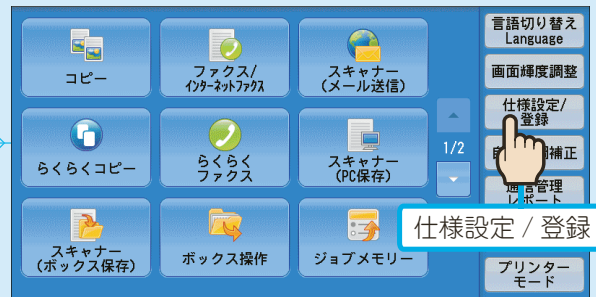 コピー
ファクス/
インターネットファクス
スキャナー
(メール送信)
らくらくコピー
らくらく
ファクス
スキャナー
(PC保存)
スキャナー
(ボックス保存)
ボックス操作
ジョブメモリー
1/2
言語切り替え
Language
画面輝度調整
仕様設定/
登録
補正
管理
レポート
仕様設定 / 登録
プリンター
モード